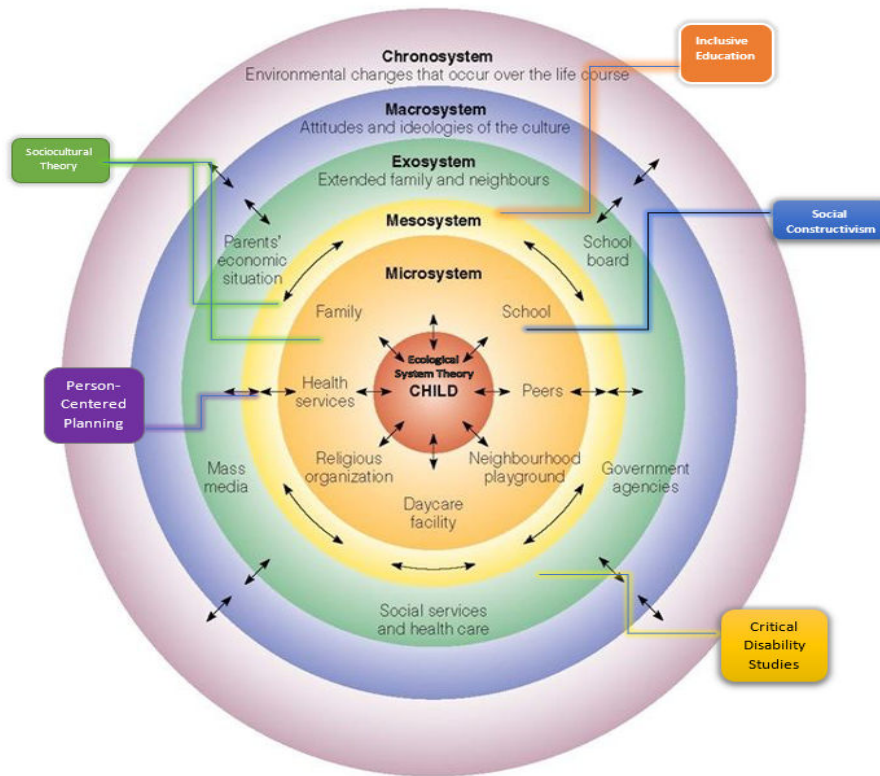 Chronosystem
Environmental changes that occur over the life course
Inclusive
Education
Macrosystem
Attitudes and ideologies of the culture
Sociocultural
Theory
Exosystem
Extended family and neighbours
Mesosystem
Social
Constructivism
Parents'
economic
situation
School
board
Microsystem
Family
School
Ecological
System Theory
CHILD
Person-
Centered
Planning
Health
services
Peers
Religious
organization
Neighbourhood
playground
Mass
media
Government
agencies
Daycare
facility
Social services
and health care
Critical
Disability
Studies